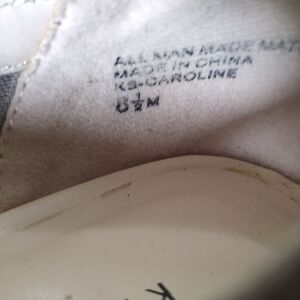 ALL MAN MADE MAT
MADE IN CHINA
KS-CAROLINE
8½M
K